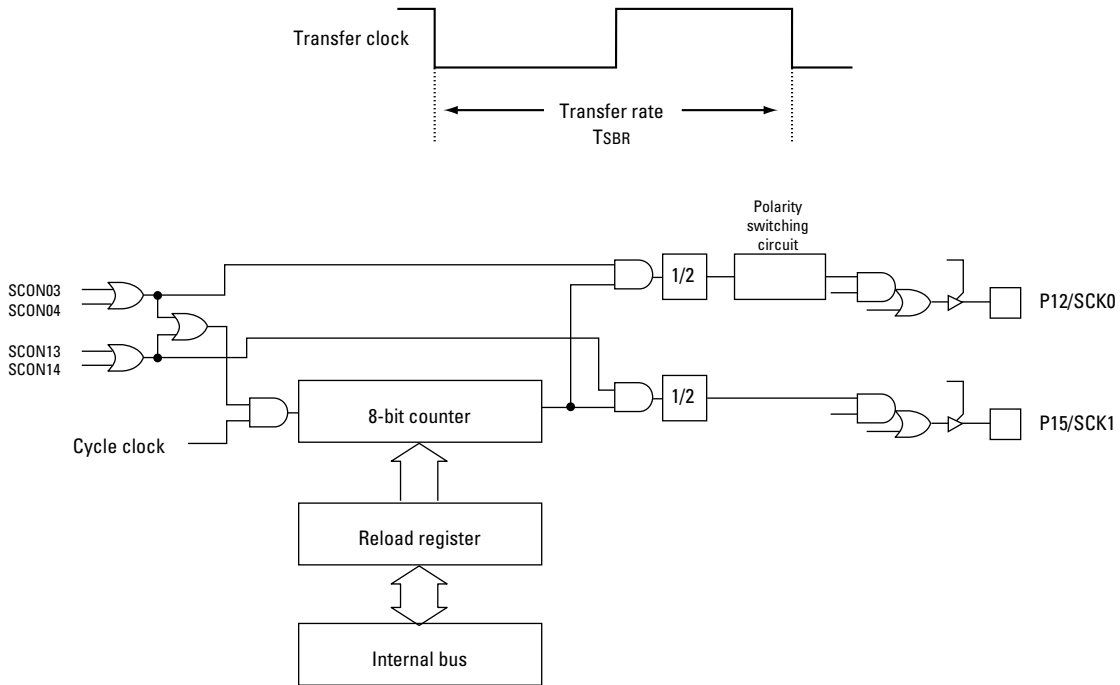 Transfer clock
Transfer rate
TSBR
Polarity
switching
circuit
SCON03
SCON04
1/2
P12/SCK0
SCON13
SCON14
1/2
8-bit counter
P15/SCK1
Cycle clock
Reload register
Internal bus